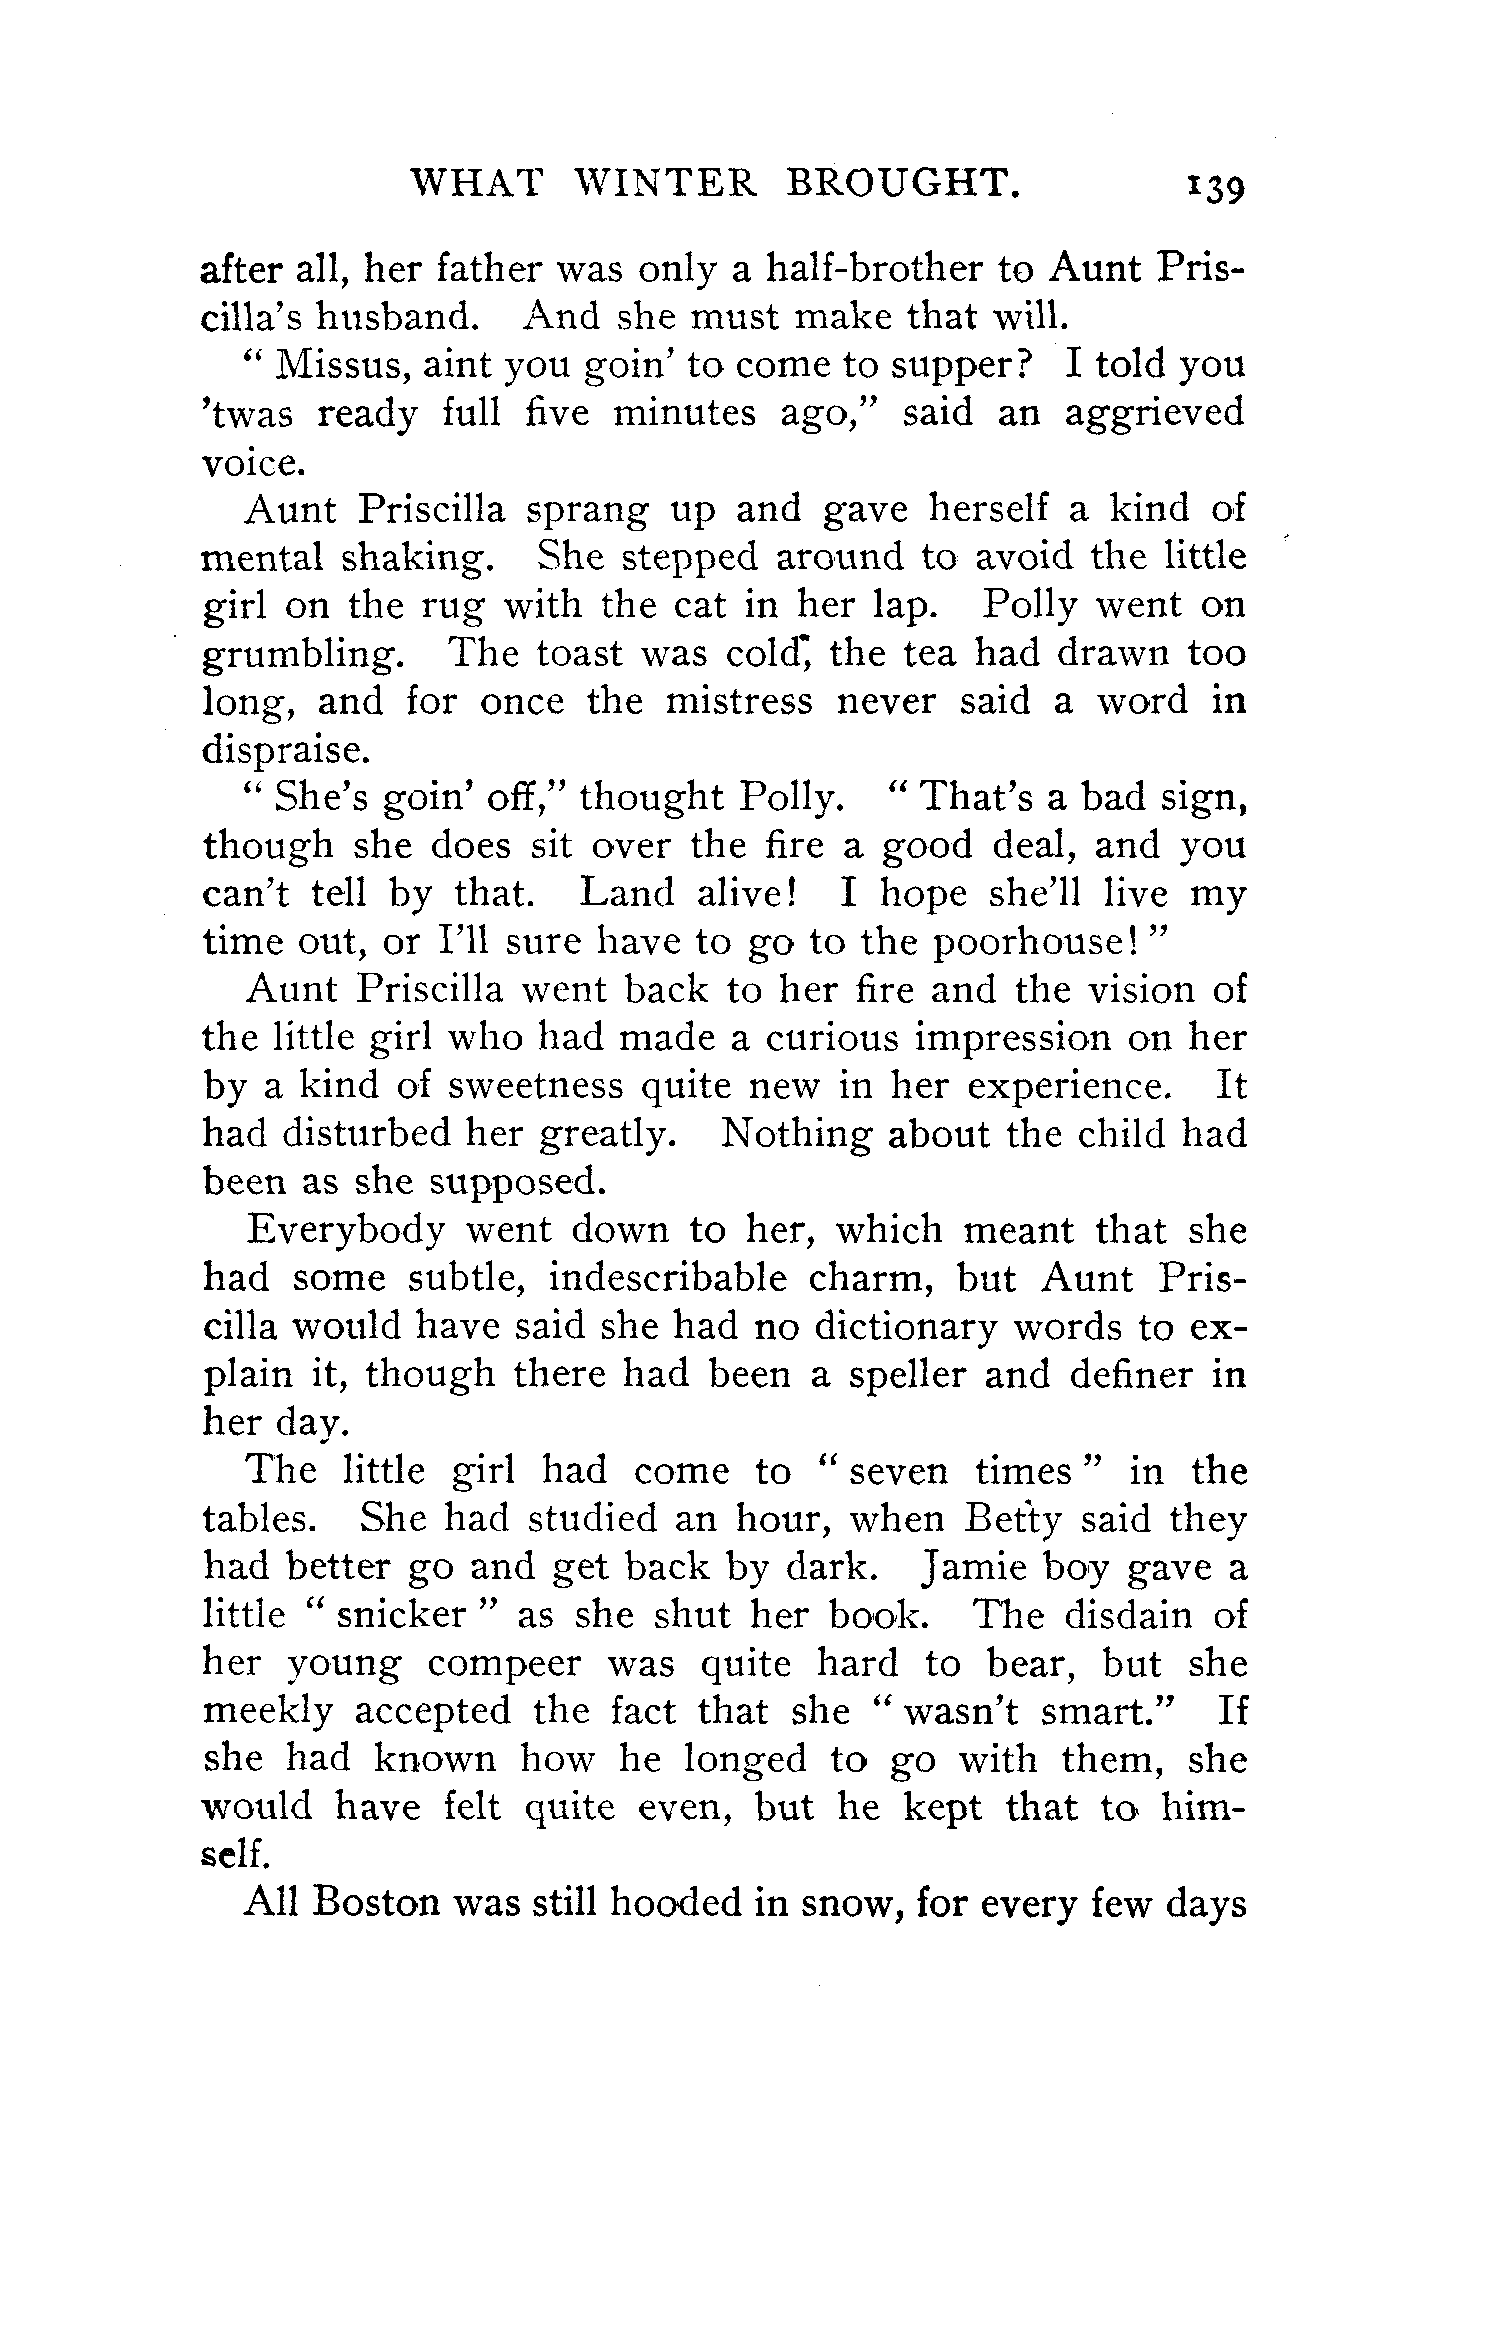 WHAT WINTER BROUGHT. 139
after all, her father was only a half-brother to Aunt Pris-
cilla's husband. And she must make that will.
“ Missus, aint you goin' to come to supper? I told you
'twas ready full five minutes ago,” said an aggrieved
voice.
Aunt Priscilla sprang up and gave herself a kind of
mental shaking. She stepped around to avoid the little
girl on the rug with the cat in her lap. Polly went on
grumbling. The toast was cold, the tea had drawn too
long, and for once the mistress never said a word in
dispraise.
“ She's goin' off,” thought Polly. “ That's a bad sign,
though she does sit over the fire a good deal, and you
can't tell by that. Land alive! I hope she'll live my
time out, or I'll sure have to go to the poorhouse! ”
Aunt Priscilla went back to her fire and the vision of
the little girl who had made a curious impression on her
by a kind of sweetness quite new in her experience. It
had disturbed her greatly. Nothing about the child had
been as she supposed.
Everybody went down to her, which meant that she
had some subtle, indescribable charm, but Aunt Pris-
cilla would have said she had no dictionary words to ex-
plain it, though there had been a speller and definer in
her day.
The little girl had come to “ seven times ” in the
tables. She had studied an hour, when Betty said they
had better go and get back by dark. Jamie boy gave a
little “ snicker ” as she shut her book. The disdain of
her young compeer was quite hard to bear, but she
meekly accepted the fact that she “ wasn't smart.” If
she had known how he longed to go with them, she
would have felt quite even, but he kept that to him-
self.
All Boston was still hooded in snow, for every few days